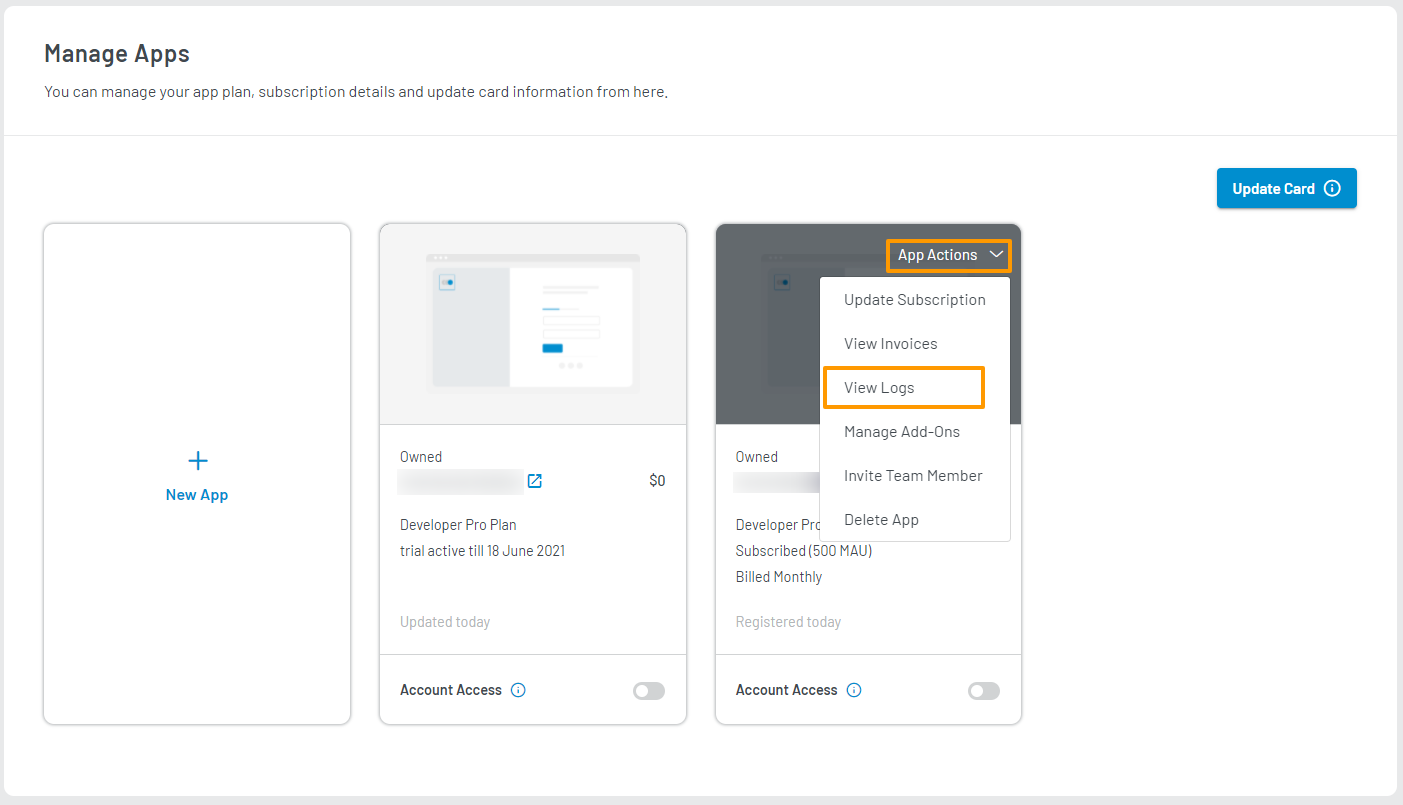 Manage Apps
You can manage your app plan, subscription details and update card information from here.
Update Card
New App
Owned
$0
Developer Pro Plan
trial active till 18 June 2021
Updated today
Account Access
App Actions
Update Subscription
View Invoices
View Logs
Manage Add-Ons
Invite Team Member
Delete App
Owned
Developer Pro
Subscribed (500 MAU)
Billed Monthly
Registered today
Account Access